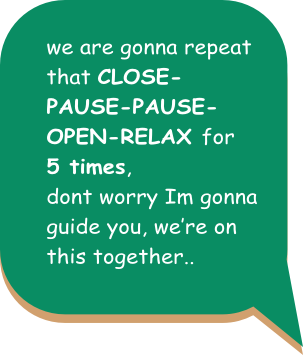 we are gonna repeat
that CLOSE-
PAUSE-PAUSE-
OPEN-RELAX for
5 times,
dont worry Im gonna
guide you, we’re on
this together..